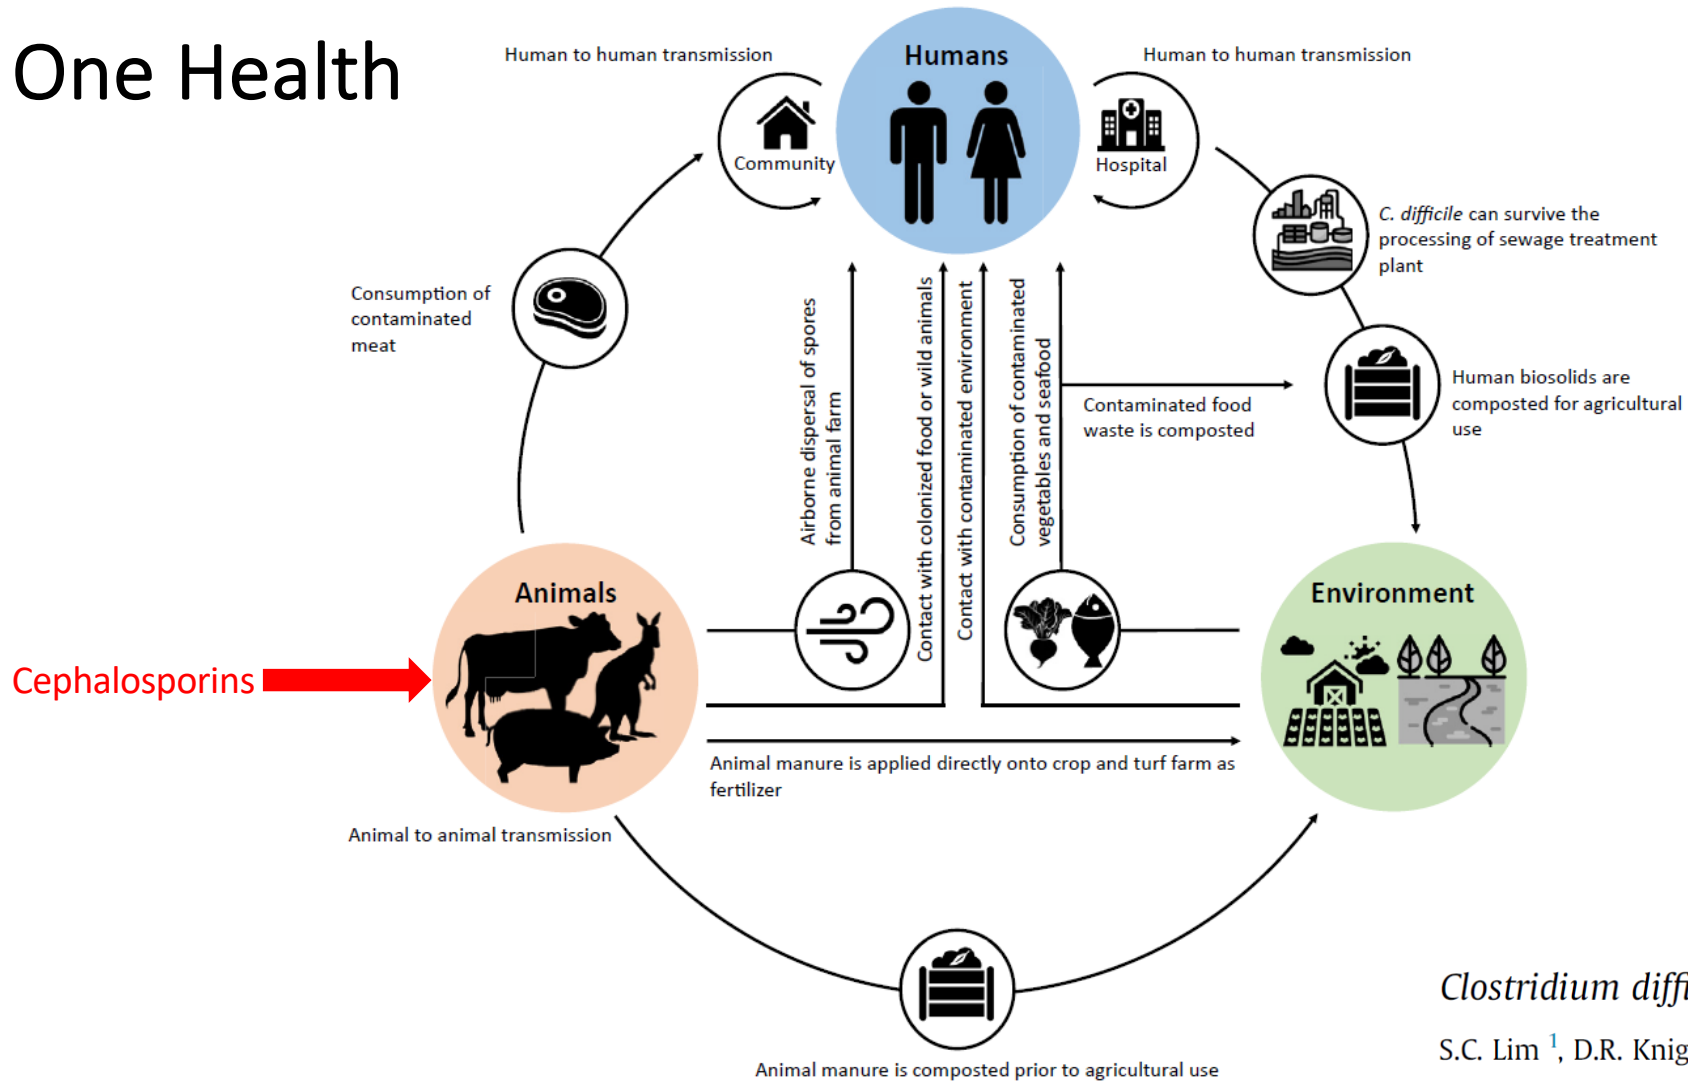 One Health
Human to human transmission
Humans
Human to human transmission
Community
Hospital
C. difficile can survive the
processing of sewage treatment
plant
Consumption of
contaminated
meat
Airborne dispersal of spores
from animal farm
Contact with colonized food or wild animals
Contact with contaminated environment
Consumption of contaminated
vegetables and seafood
Contaminated food
waste is composted
Human biosolids are
composted for agricultural
use
Animals
Environment
Cephalosporins
Animal manure is applied directly onto crop and turf farm as
fertilizer
Animal to animal transmission
Animal manure is composted prior to agricultural use
Clostridium
S.C. Lim 1, D.R.